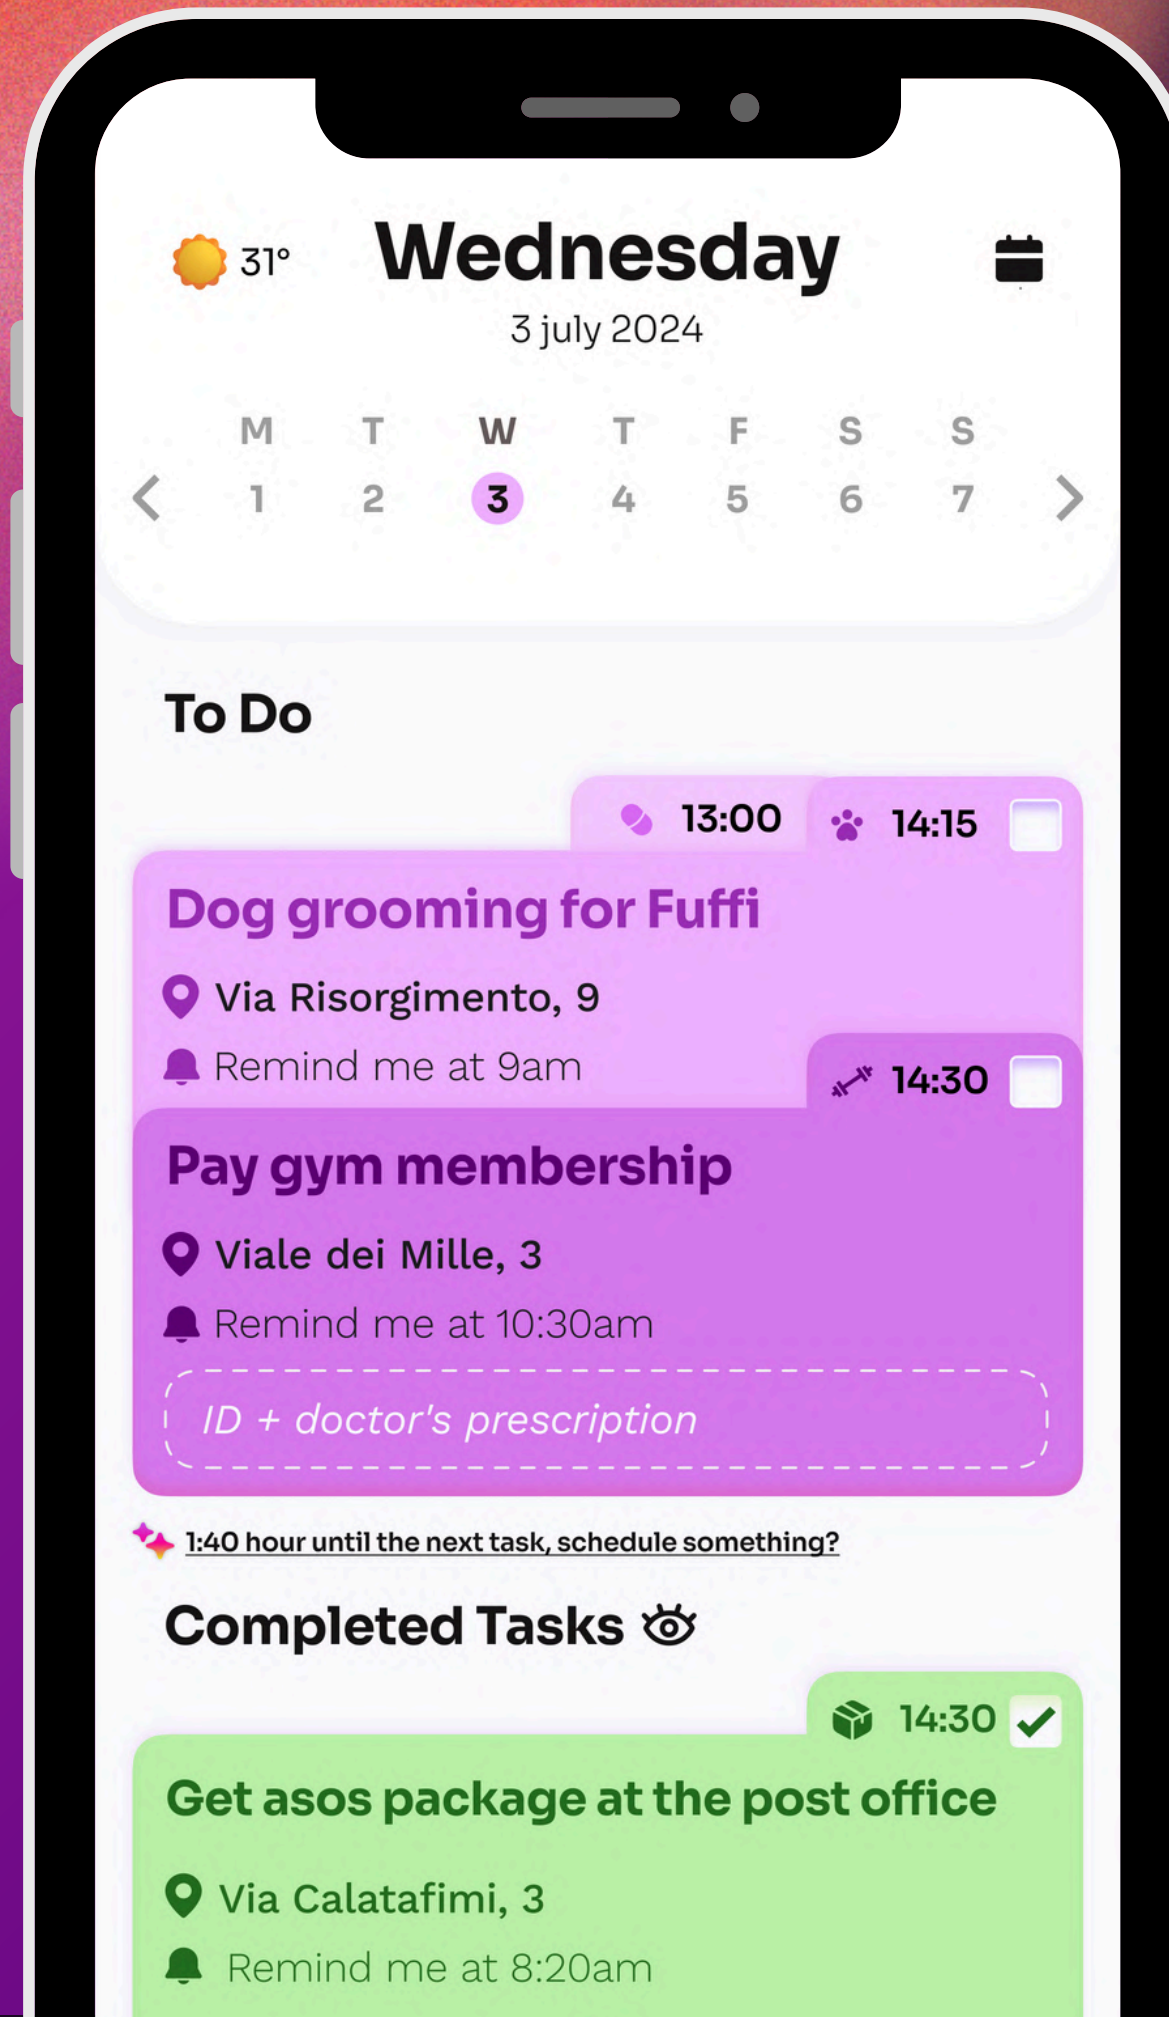 31°
Wednesday
3 july 2024
M T W T F S S
1 2 3 4 5 6 7
To Do
13:00
14:15
Dog grooming for Fuffi
Via Risorgimento, 9
Remind me at 9am
14:30
Pay gym membership
Viale dei Mille, 3
Remind me at 10:30am
ID + doctor's prescription
1:40 hour until the next task, schedule something?
Completed Tasks
14:30
Get asos package at the post office
Via Calatafimi, 3
Remind me at 8:20am